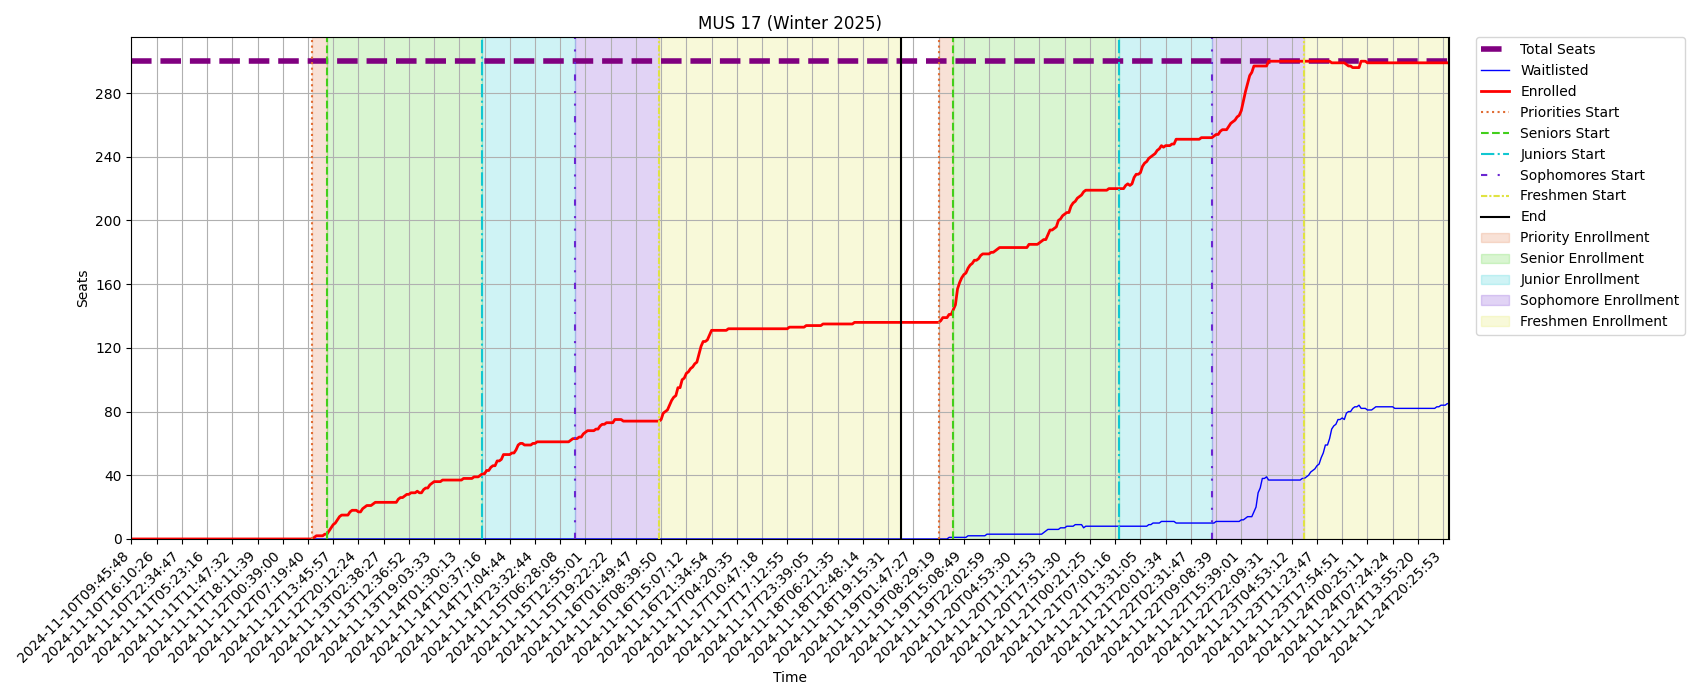 MUS 17 (Winter 2025)
Seats
280
240
200
160
120
80
40
0
2024-11-10T09:45:48
2024-11-10T16:10:26
2024-11-10T22:34:47
2024-11-11T05:23:16
2024-11-11T11:47:32
2024-11-11T18:11:39
2024-11-12T00:39:00
2024-11-12T07:19:40
2024-11-12T13:45:57
2024-11-12T20:12:24
2024-11-13T02:38:27
2024-11-13T12:36:52
2024-11-13T19:03:33
2024-11-14T01:30:13
2024-11-14T10:37:16
2024-11-14T17:04:44
2024-11-14T23:32:44
2024-11-15T06:28:08
2024-11-15T12:55:01
2024-11-15T19:22:22
2024-11-16T01:49:47
2024-11-16T08:39:50
2024-11-16T15:07:12
2024-11-16T21:34:54
2024-11-17T04:20:35
2024-11-17T10:47:18
2024-11-17T17:12:55
2024-11-17T23:39:05
2024-11-18T06:21:35
2024-11-18T12:48:14
2024-11-18T19:15:31
2024-11-19T01:47:27
2024-11-19T08:29:19
2024-11-19T15:08:49
2024-11-19T22:02:59
2024-11-20T04:53:30
2024-11-20T11:21:53
2024-11-20T17:51:30
2024-11-21T00:21:25
2024-11-21T07:01:16
2024-11-21T13:31:05
2024-11-21T20:01:34
2024-11-22T02:31:47
2024-11-22T09:08:39
2024-11-22T15:39:01
2024-11-22T22:09:31
2024-11-23T04:53:12
2024-11-23T11:23:47
2024-11-23T17:54:51
2024-11-24T00:25:11
2024-11-24T07:24:24
2024-11-24T13:55:20
2024-11-24T20:25:53
Time
Total Seats
Waitlisted
Enrolled
Priorities Start
Seniors Start
Juniors Start
Sophomores Start
Freshmen Start
End
Priority Enrollment
Senior Enrollment
Junior Enrollment
Sophomore Enrollment
Freshmen Enrollment